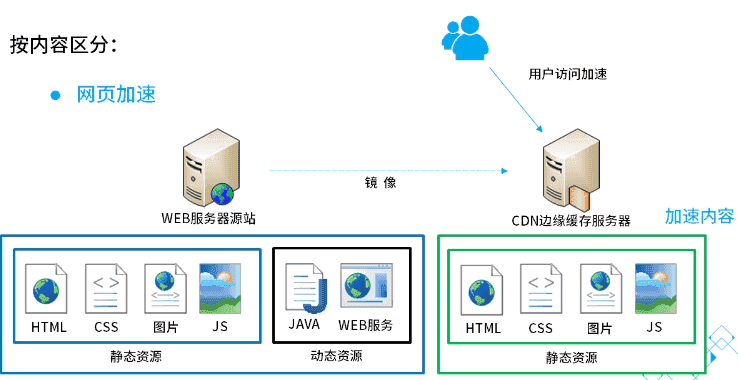 按内容区分：
用户访问加速
网页加速
镜 像
WEB服务器源站
CDN边缘缓存服务器
加速内容
HTML
CSS
图片
JS
静态资源
JAVA
WEB服务
动态资源
HTML
CSS
图片
JS
静态资源